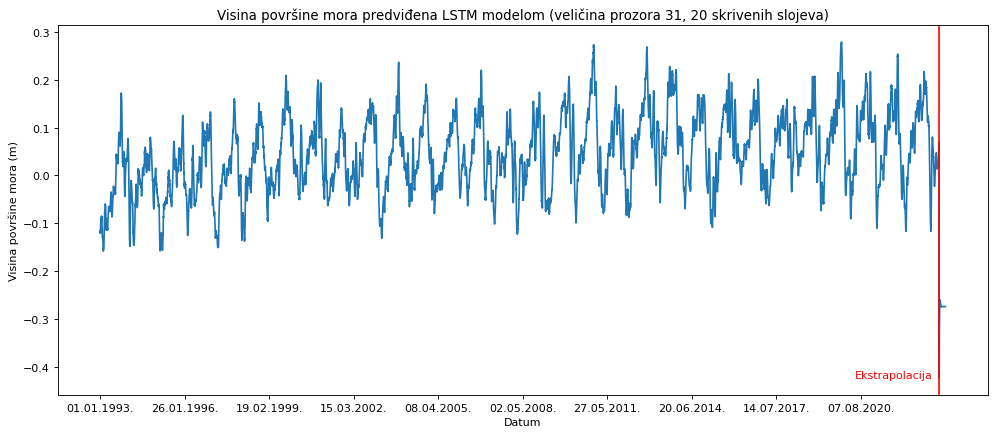 Visina površine mora predviđena LSTM modelom (veličina prozora 31, 20 skrivenih slojeva)
Visina površine mora (m)
0.3
0.2
0.1
0.0
−0.1
−0.2
−0.3
−0.4
Ekstrapolacija
01.01.1993. 26.01.1996. 19.02.1999. 15.03.2002. 08.04.2005. 02.05.2008. 27.05.2011. 20.06.2014. 14.07.2017. 07.08.2020.
Datum